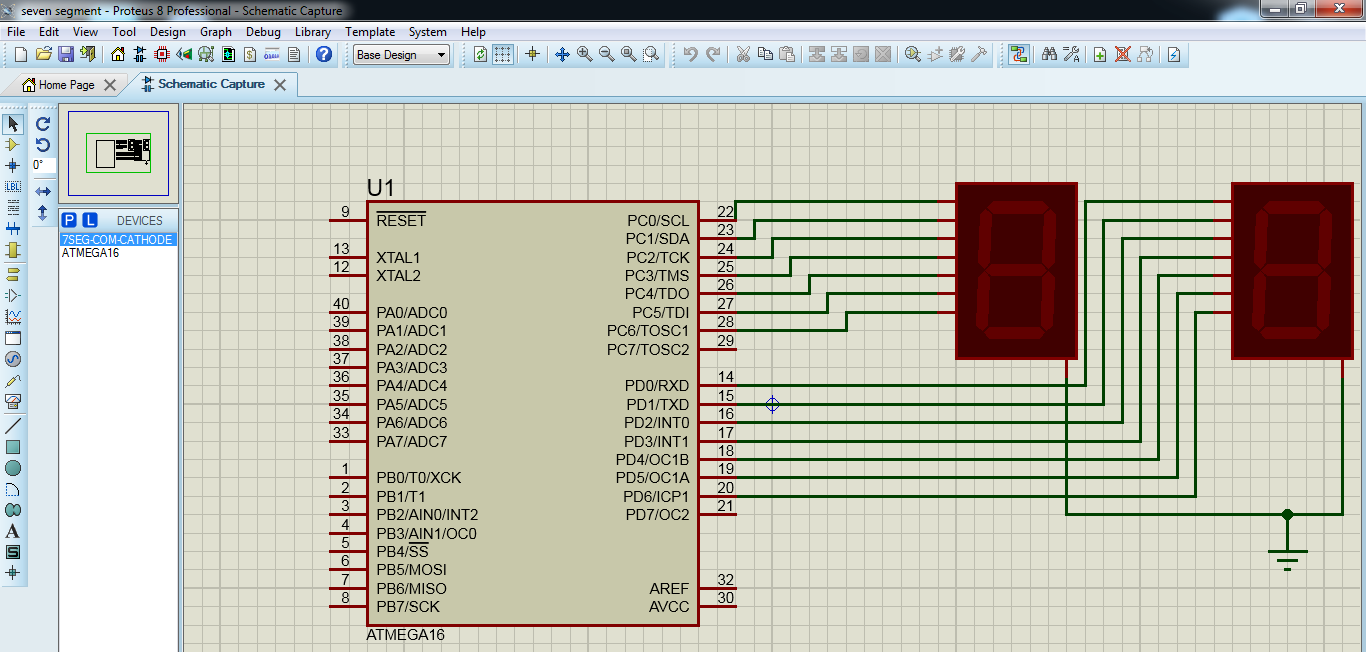 seven segment - Proteus 8 Professional - Schematic Capture
File Edit View Tool Design Graph Debug Library Template System Help
Base Design
Home Page
Schematic Capture
0°
LBL
A
S
P L DEVICES
7SEG-COM-CATHODE
ATMEGA16
U1
9 RESET
13 XTAL1
12 XTAL2
40 PA0/ADC0
39 PA1/ADC1
38 PA2/ADC2
37 PA3/ADC3
36 PA4/ADC4
35 PA5/ADC5
34 PA6/ADC6
33 PA7/ADC7
1 PB0/T0/XCK
2 PB1/T1
3 PB2/AIN0/INT2
4 PB3/AIN1/OC0
5 PB4/SS
6 PB5/MOSI
7 PB6/MISO
8 PB7/SCK
PC0/SCL 22
PC1/SDA 23
PC2/TCK 24
PC3/TMS 25
PC4/TDO 26
PC5/TDI 27
PC6/TOSC1 28
PC7/TOSC2 29
PD0/RXD 14
PD1/TXD 15
PD2/INT0 16
PD3/INT1 17
PD4/OC1B 18
PD5/OC1A 19
PD6/ICP1 20
PD7/OC2 21
AREF 32
AVCC 30
ATMEGA16